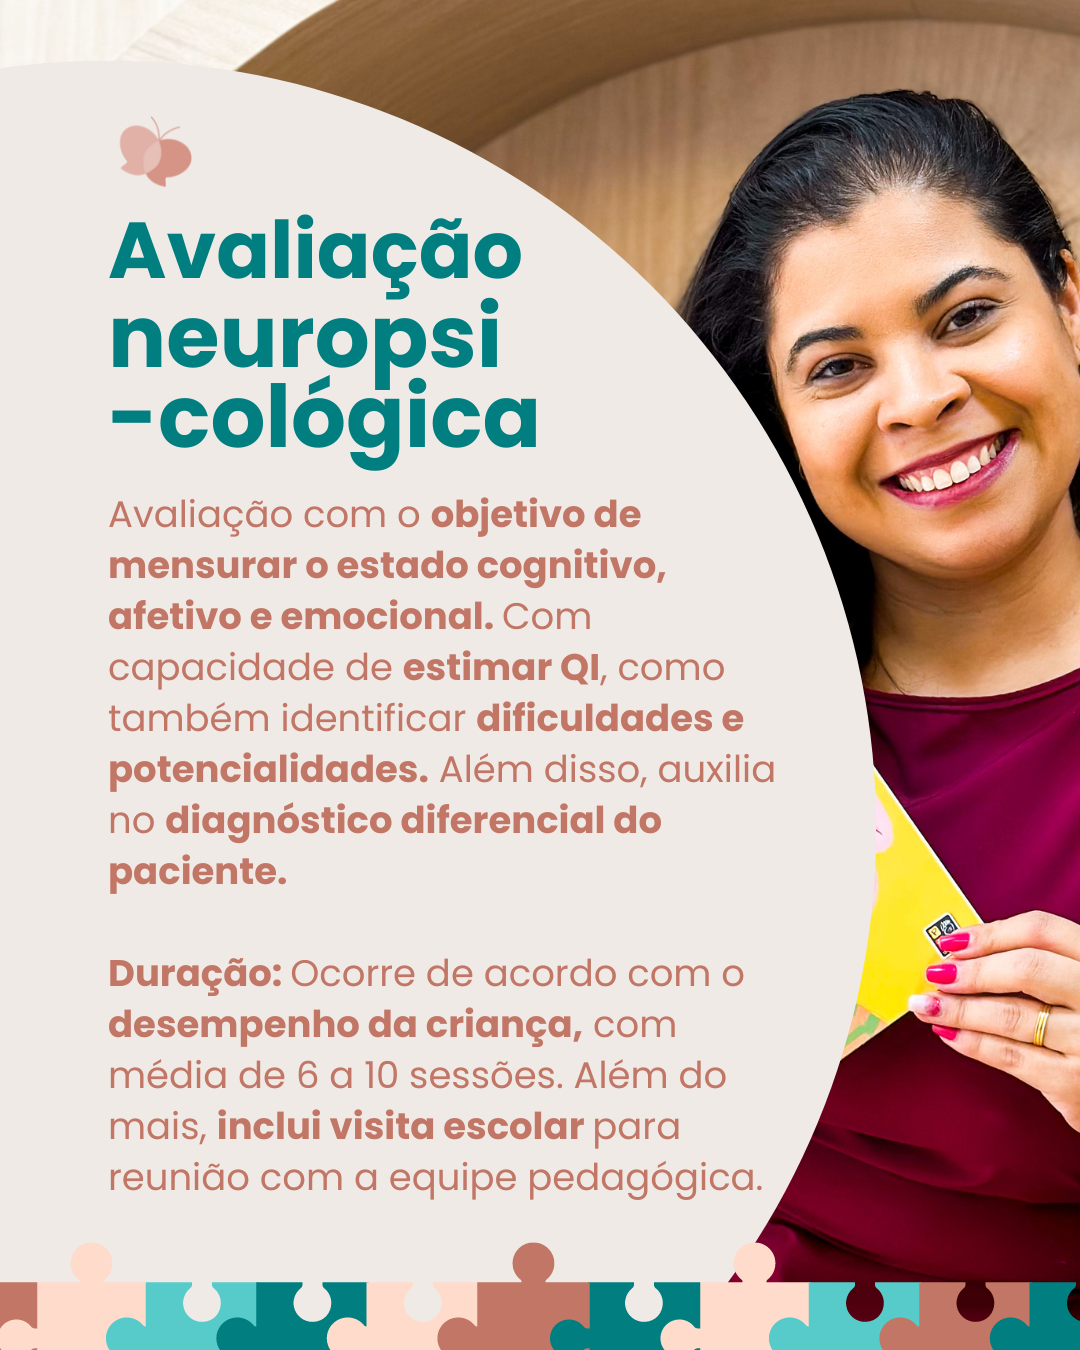 Avaliação
neuropsi
-cológica
Avaliação com o objetivo de
mensurar o estado cognitivo,
afetivo e emocional. Com
capacidade de estimar QI, como
também identificar dificuldades e
potencialidades. Além disso, auxilia
no diagnóstico diferencial do
paciente.
Duração: Ocorre de acordo com o
desempenho da criança, com
média de 6 a 10 sessões. Além do
mais, inclui visita escolar para
reunião com a equipe pedagógica.